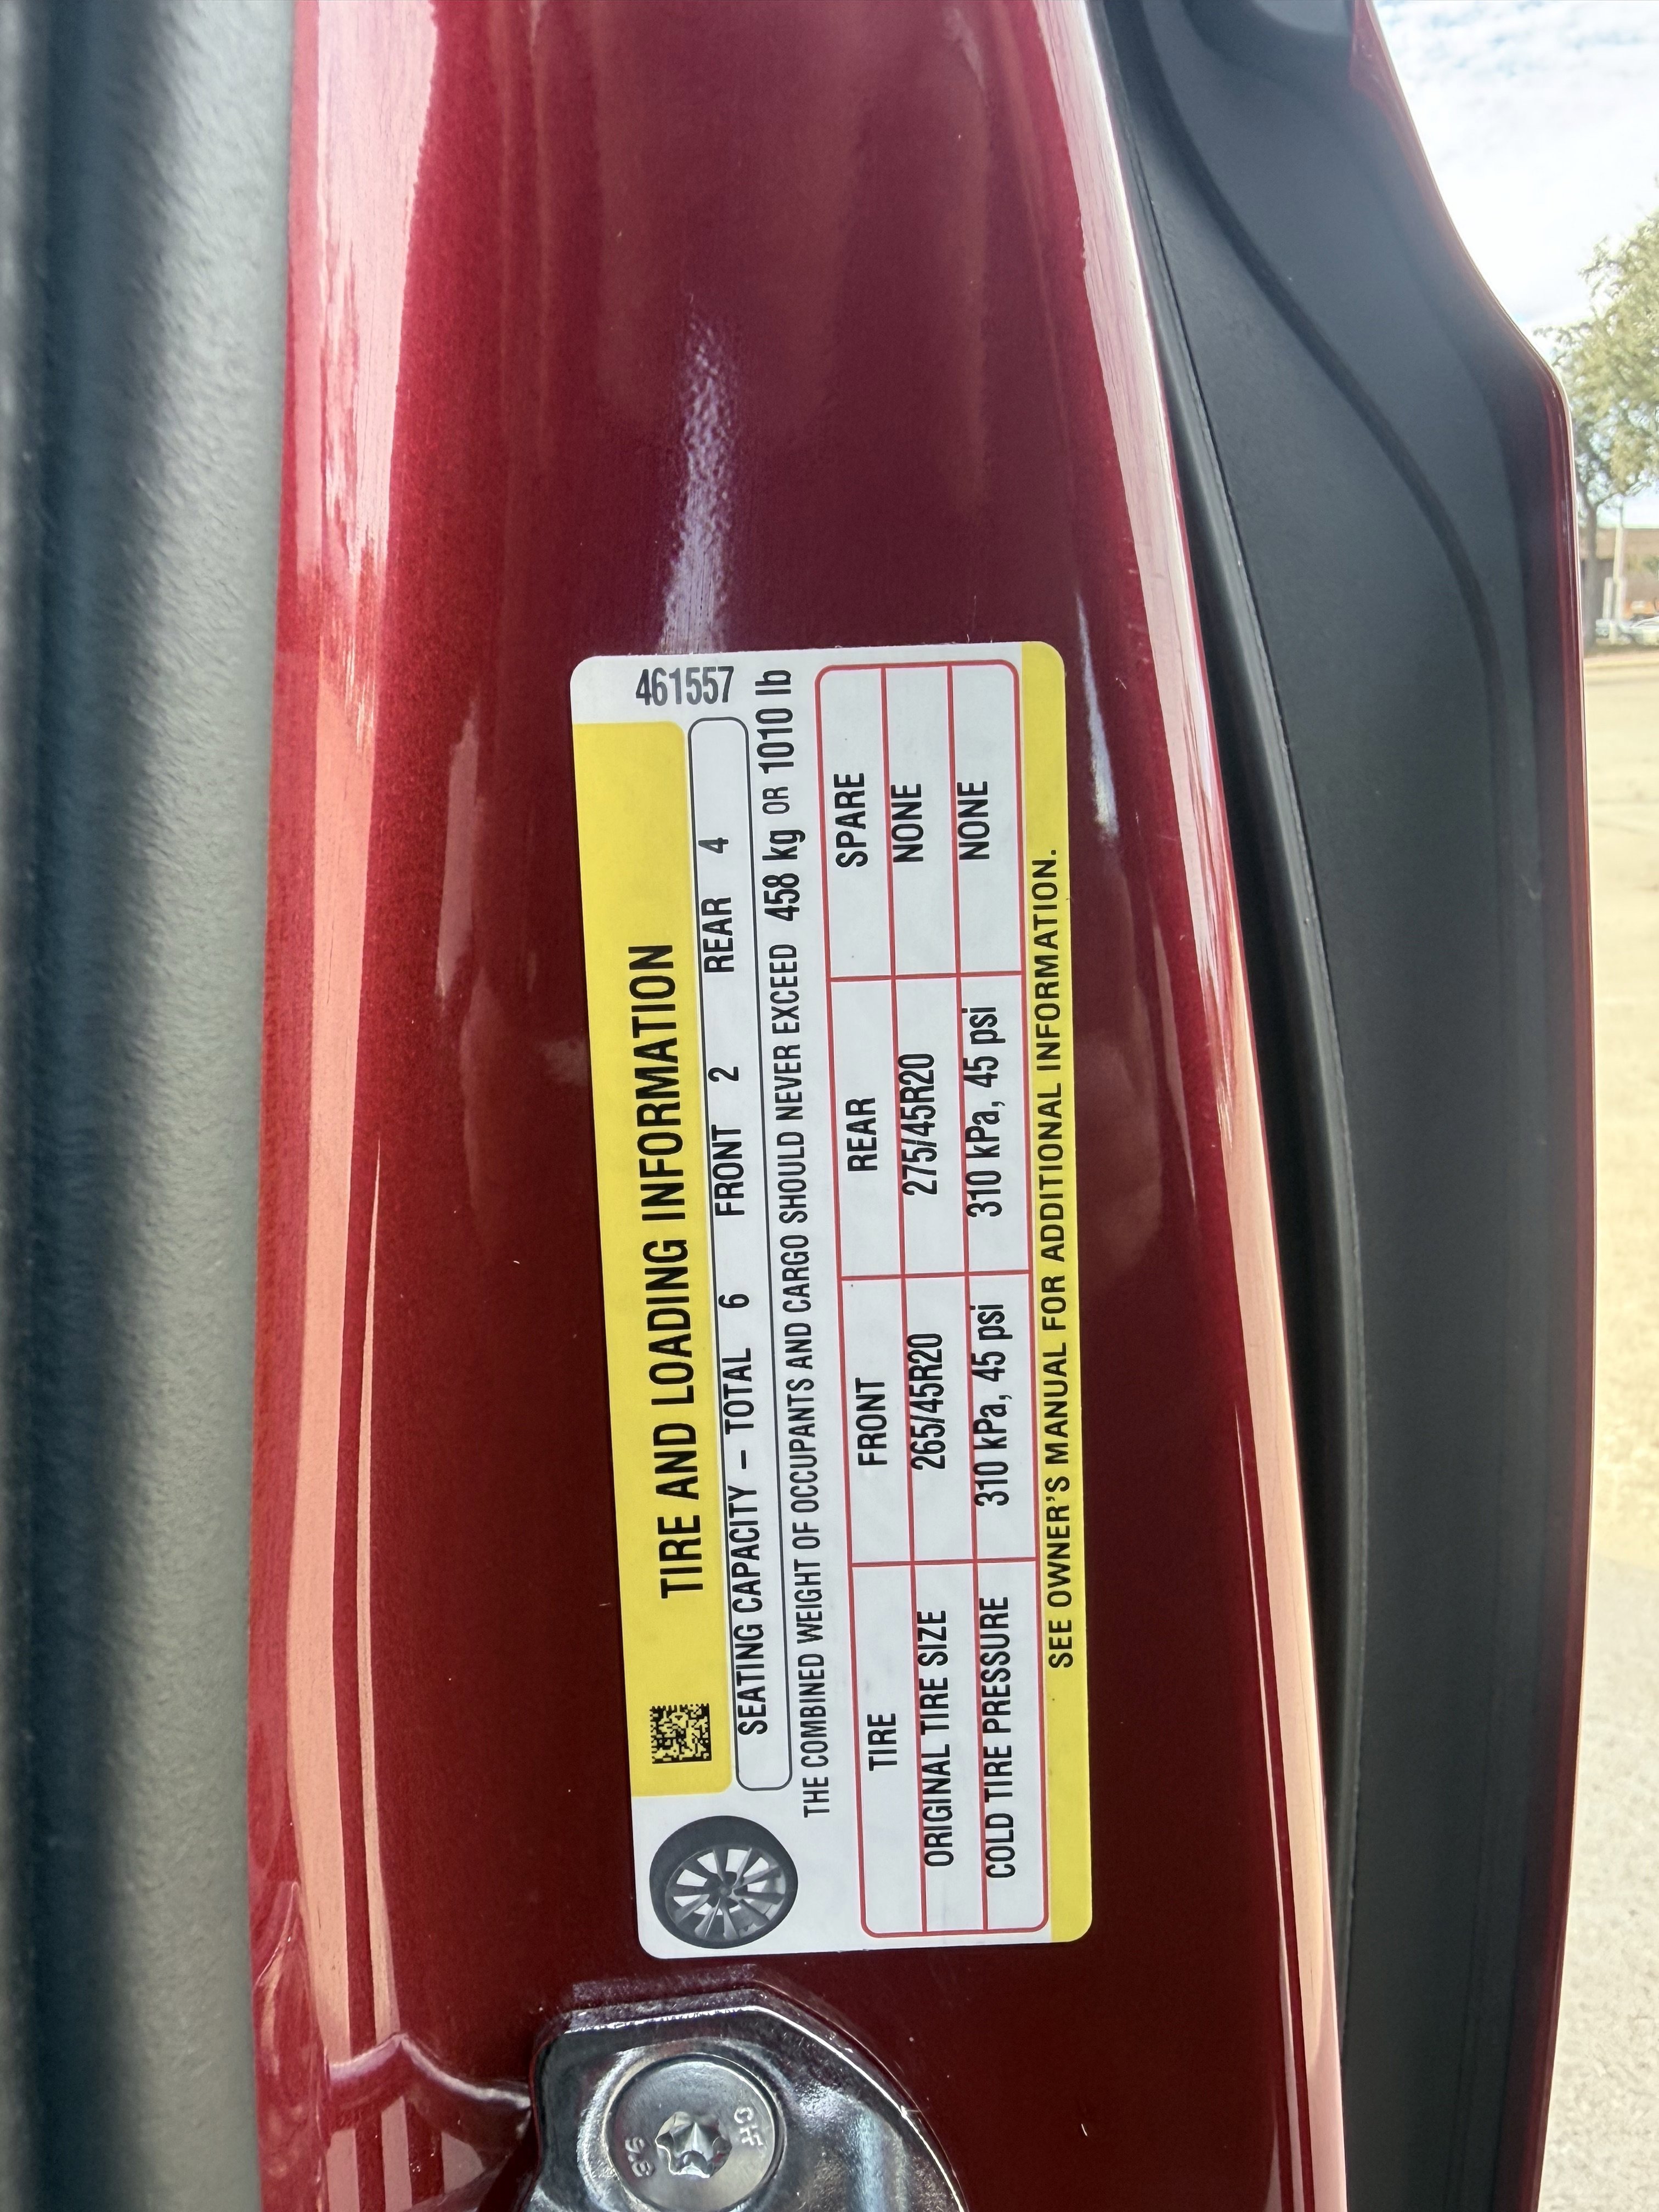 461557
TIRE AND LOADING INFORMATION
SEATING CAPACITY – TOTAL 6 FRONT 2 REAR 4
THE COMBINED WEIGHT OF OCCUPANTS AND CARGO SHOULD NEVER EXCEED 458 kg OR 1010 lb
TIRE FRONT REAR SPARE
ORIGINAL TIRE SIZE 265/45R20 275/45R20 NONE
COLD TIRE PRESSURE 310 kPa, 45 psi 310 kPa, 45 psi NONE
SEE OWNER'S MANUAL FOR ADDITIONAL INFORMATION.
CHF
9.8